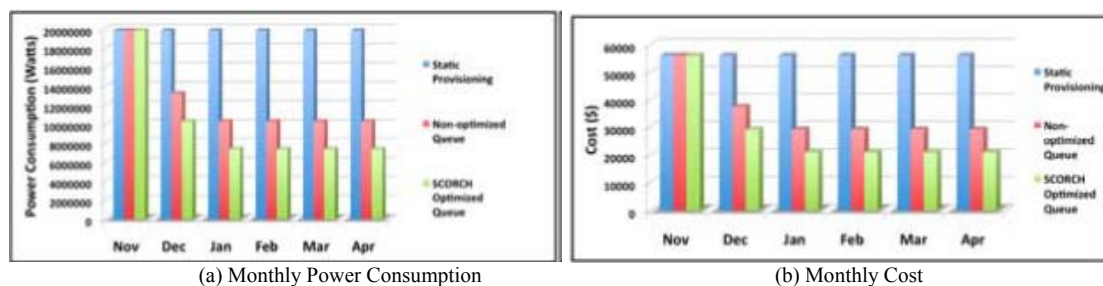 Power Consumption (Watts)
20000000
18000000
16000000
14000000
12000000
10000000
8000000
6000000
4000000
2000000
0
Nov Dec Jan Feb Mar Apr
Static
Provisioning
Non-optimized
Queue
SCORCH
Optimized
Queue
(a) Monthly Power Consumption
Cost ($)
60000
50000
40000
30000
20000
10000
0
Nov Dec Jan Feb Mar Apr
Static
Provisioning
Non-
optimized
Queue
SCORCH
Optimized
Queue
(b) Monthly Cost